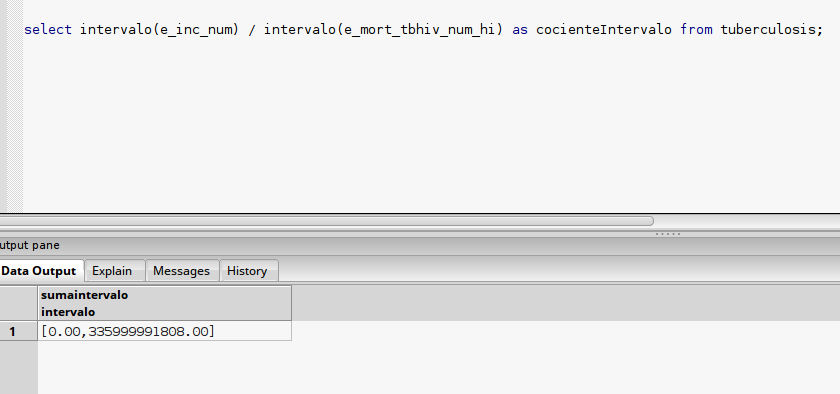 select intervalo(e_inc_num) / intervalo(e_mort_tbhiv_num_hi) as cocienteIntervalo from tuberculosis;
utput pane
Data Output Explain Messages History
sumaintervalo
intervalo
1 [0.00,335999991808.00]